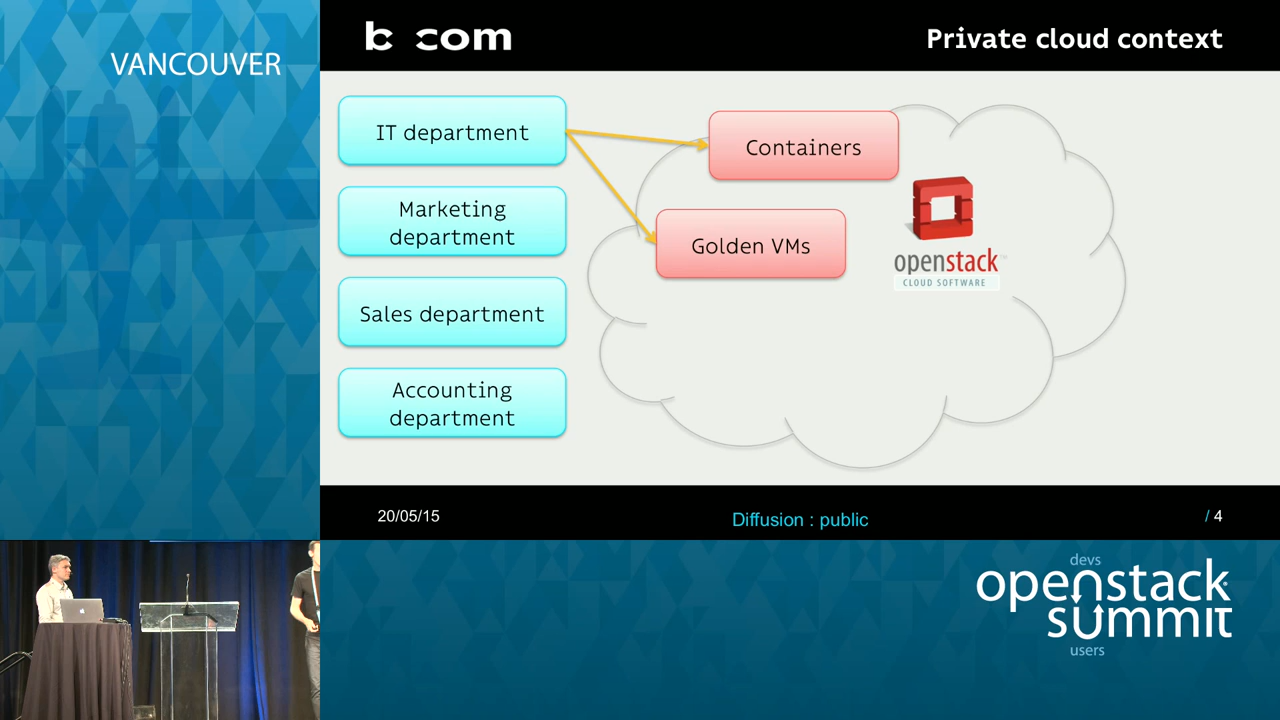 VANCOUVER
b com
Private cloud context
IT department
Containers
Marketing
department
Golden VMs
openstack
CLOUD SOFTWARE
Sales department
Accounting
department
20/05/15
Diffusion : public
/ 4
devs
openstack
summit
users